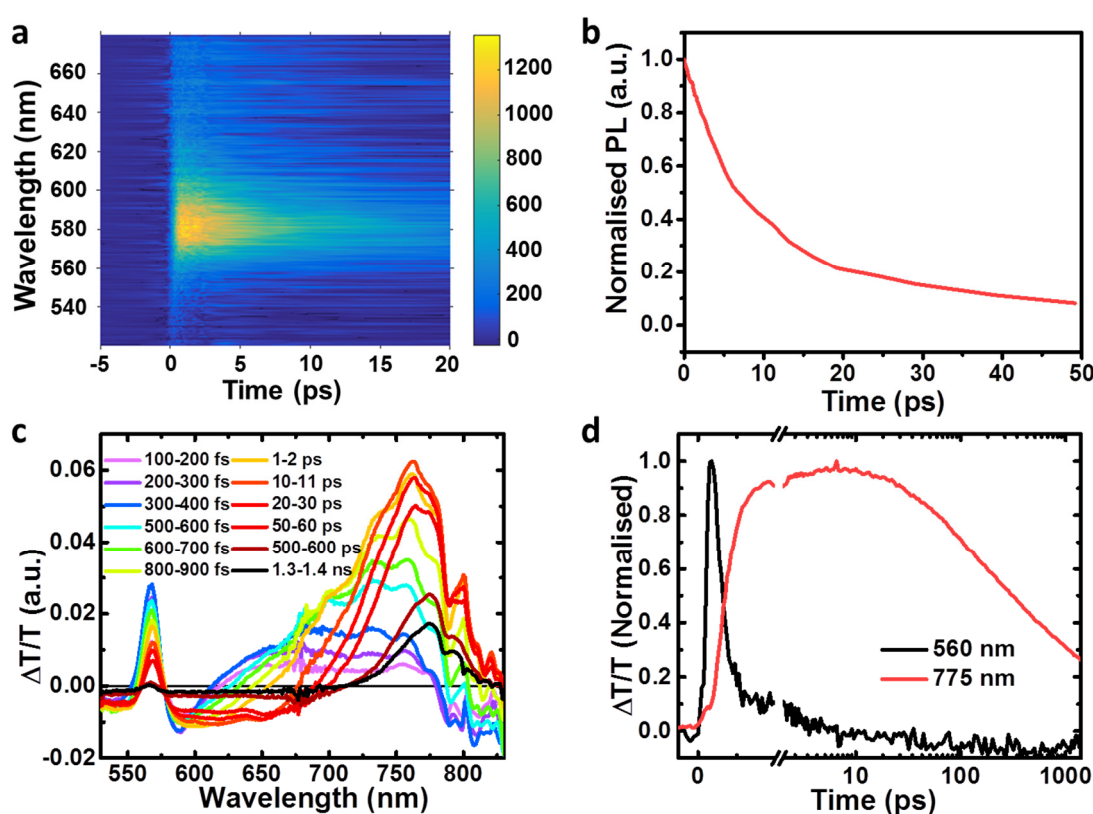 a
660
640
620
600
580
560
540
Wavelength (nm)
-5 0 5 10 15 20
Time (ps)
1200
1000
800
600
400
200
0
b
1.0
0.8
0.6
0.4
0.2
0.0
Normalised PL (a.u.)
0 10 20 30 40 50
Time (ps)
c
0.06
0.04
0.02
0.00
-0.02
ΔT/T (a.u.)
100-200 fs 1-2 ps
200-300 fs 10-11 ps
300-400 fs 20-30 ps
500-600 fs 50-60 ps
600-700 fs 500-600 ps
800-900 fs 1.3-1.4 ns
550 600 650 700 750 800
Wavelength (nm)
d
1.0
0.8
0.6
0.4
0.2
0.0
ΔT/T (Normalised)
560 nm
775 nm
0 10 100 1000
Time (ps)